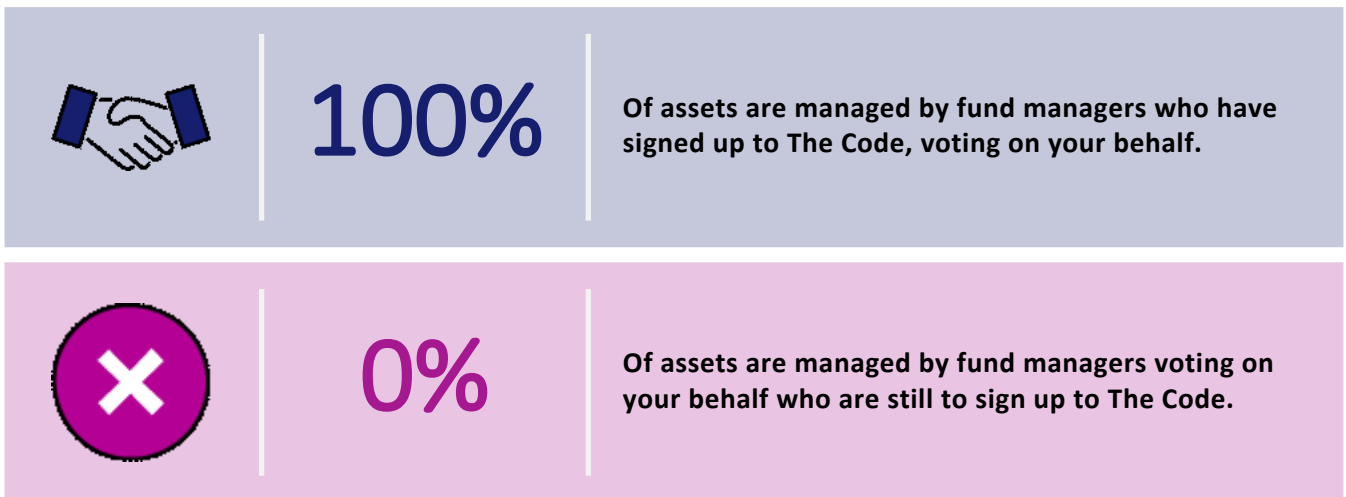 100%
Of assets are managed by fund managers who have
signed up to The Code, voting on your behalf.
0%
Of assets are managed by fund managers voting on
your behalf who are still to sign up to The Code.